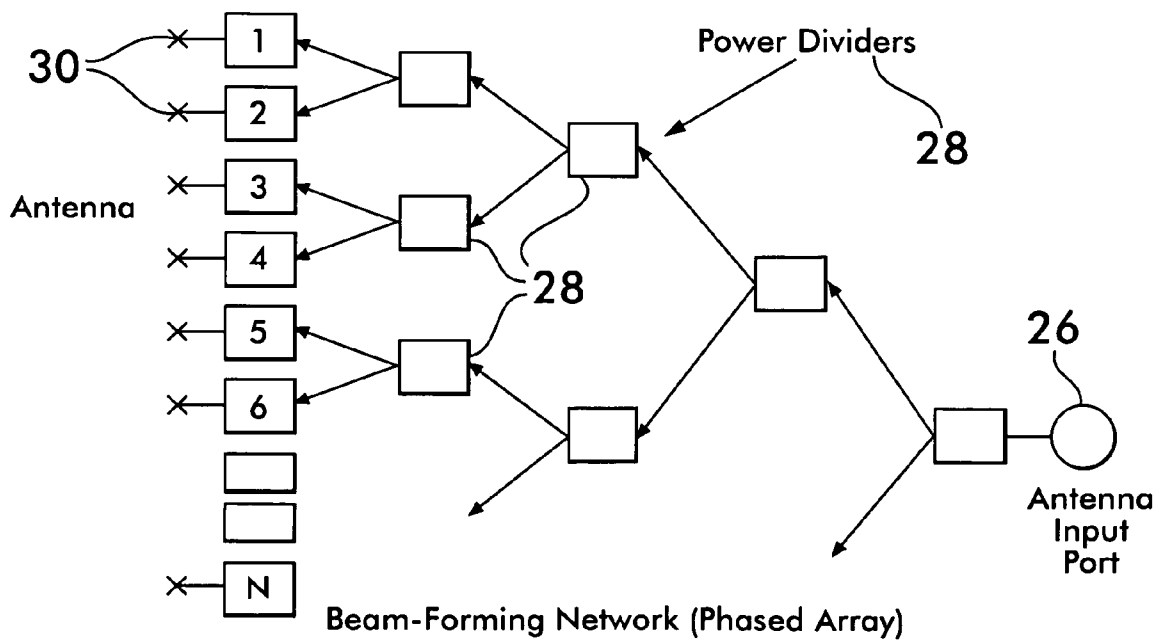 1
Power Dividers
30
2
28
3
Antenna
4
28
5
26
6
Antenna
Input
Port
N
Beam-Forming Network (Phased Array)